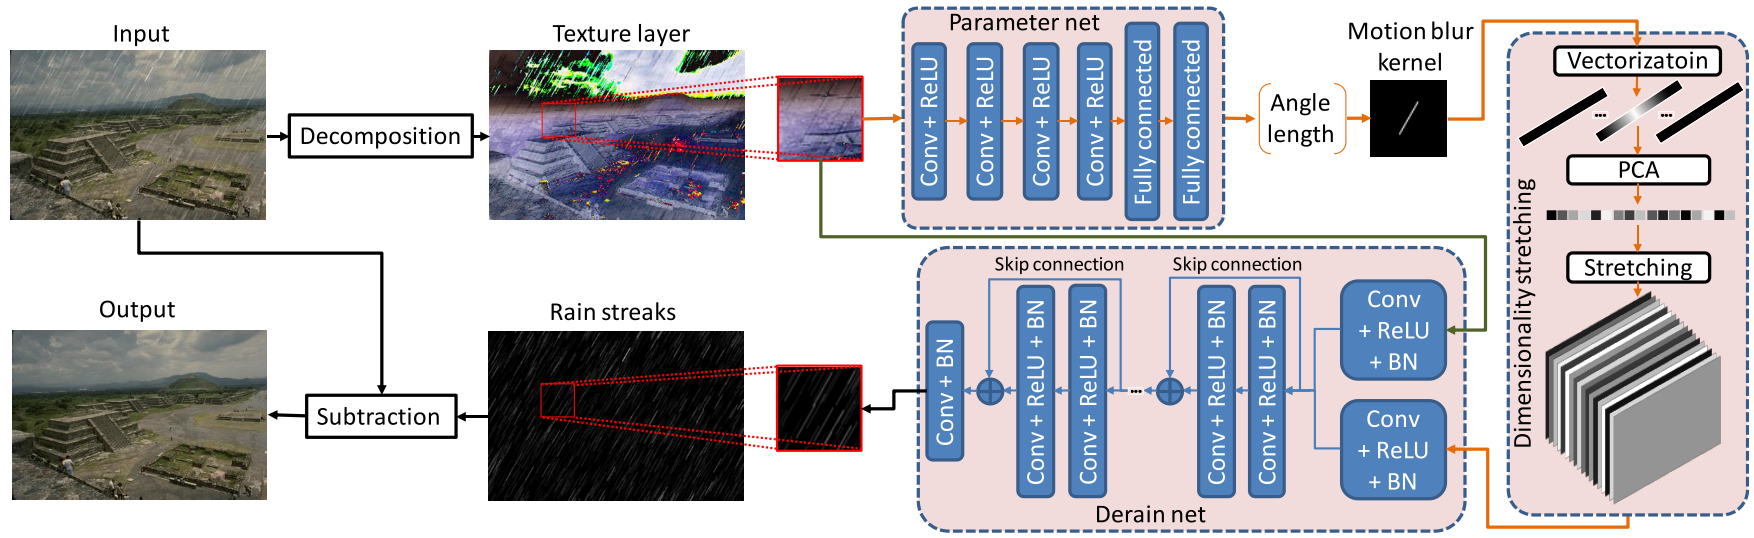 Input
Decomposition
Texture layer
Parameter net
Conv + ReLU
Conv + ReLU
Conv + ReLU
Conv + ReLU
Fully connected
Fully connected
Angle
length
Motion blur
kernel
Vectorizatoin
...
...
PCA
Stretching
Dimensionality stretching
Skip connection
Skip connection
Conv
+ ReLU
+ BN
Conv
+ ReLU
+ BN
Conv + ReLU + BN
Conv + ReLU + BN
...
Conv + ReLU + BN
Conv + ReLU + BN
Conv + BN
Derain net
Rain streaks
Subtraction
Output